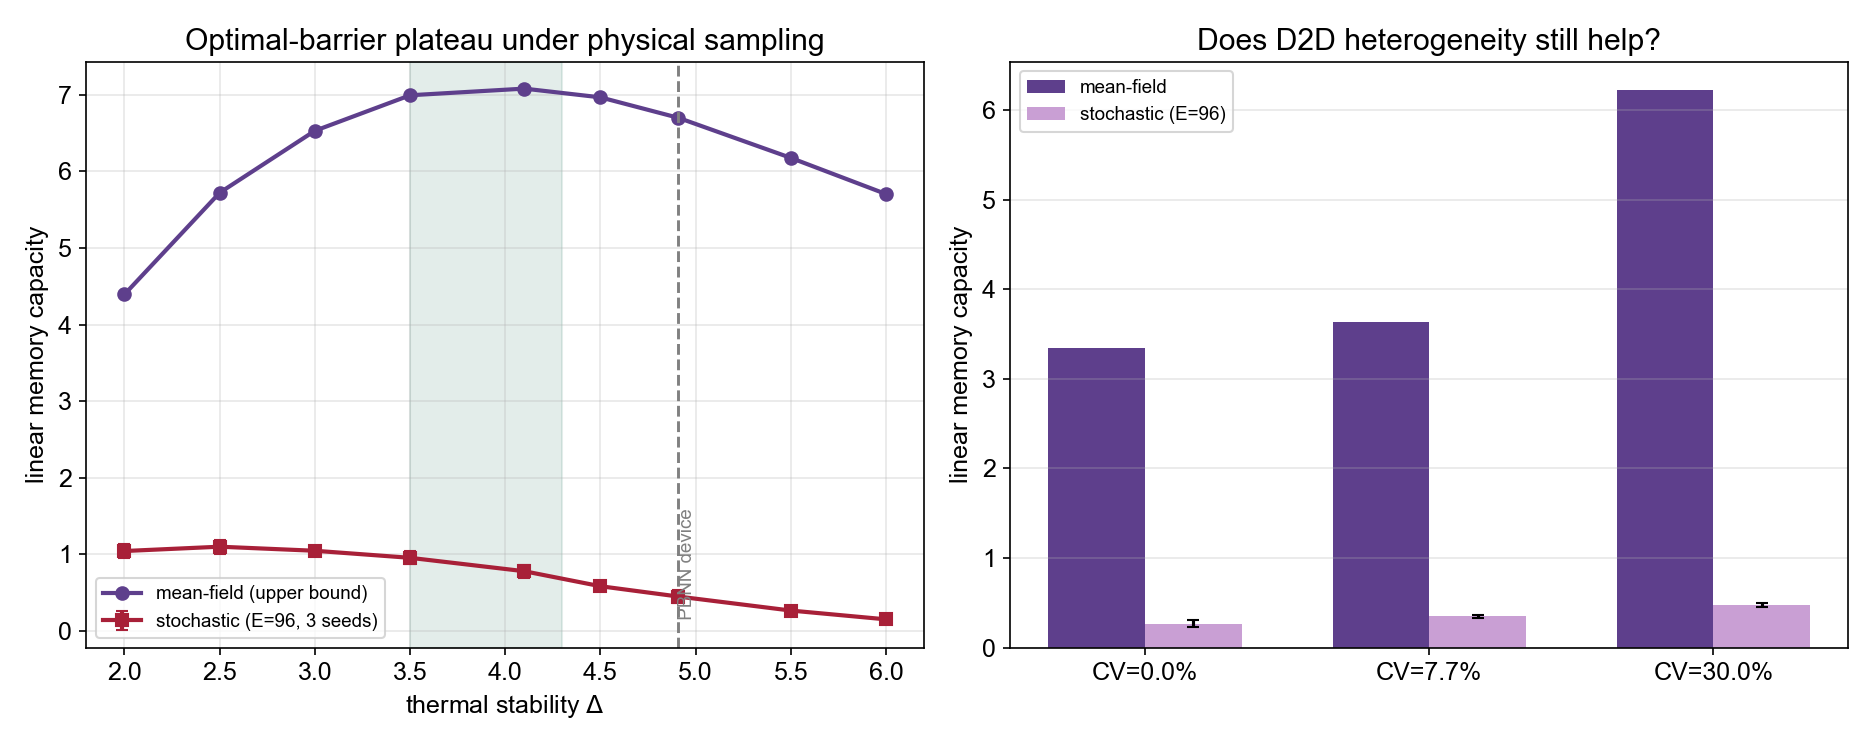 Optimal-barrier plateau under physical sampling
linear memory capacity
7
6
5
4
3
2
1
0
PBNN device
mean-field (upper bound)
stochastic (E=96, 3 seeds)
2.0 2.5 3.0 3.5 4.0 4.5 5.0 5.5 6.0
thermal stability Δ
Does D2D heterogeneity still help?
linear memory capacity
6
5
4
3
2
1
0
mean-field
stochastic (E=96)
CV=0.0% CV=7.7% CV=30.0%